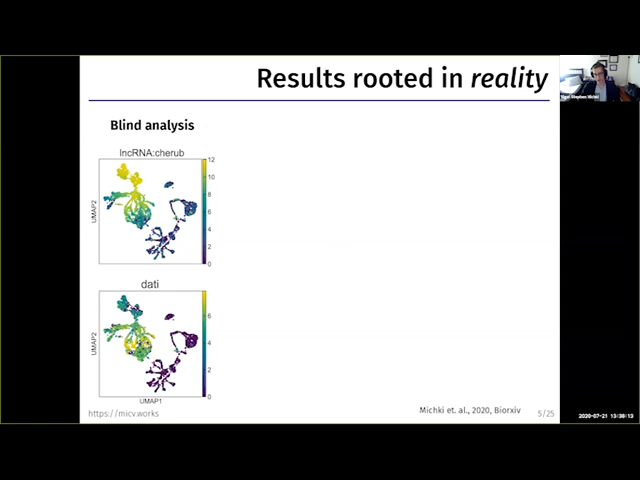 Results rooted in reality
Blind analysis
lncRNA:cherub
12
10
8
6
4
2
0
UMAP2
dati
6
4
2
0
UMAP2
UMAP1
https://micv.works
Michki et. al., 2020, Biorxiv
5/25
2020-07-21 13:38:13